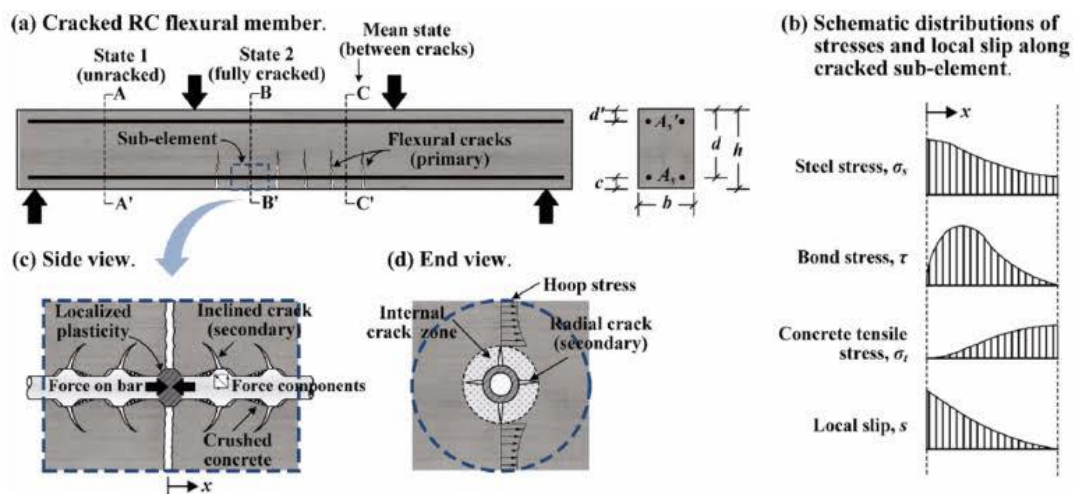 (a) Cracked RC flexural member.
State 1
(unracked)
State 2
(fully cracked)
Mean state
(between cracks)
A
B
C
Sub-element
Flexural cracks
(primary)
A'
B'
C'
d'
c
A_s'
A_s
b
d
h
(b) Schematic distributions of
stresses and local slip along
cracked sub-element.
x
Steel stress, σ_s
Bond stress, τ
Concrete tensile
stress, σ_t
Local slip, s
(c) Side view.
Localized
plasticity
Inclined crack
(secondary)
Force on bar
Force components
Crushed
concrete
x
(d) End view.
Hoop stress
Internal
crack zone
Radial crack
(secondary)